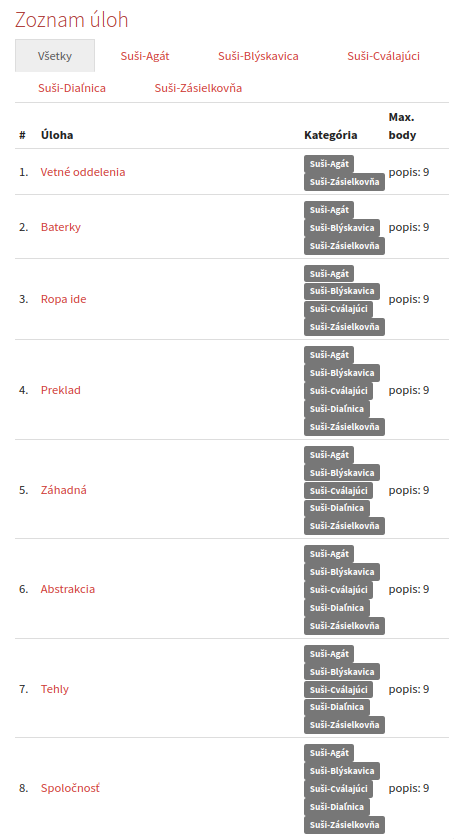 Zoznam úloh
Všetky Suši-Agát Suši-Blýskavica Suši-Cválajúci
Suši-Diaľnica Suši-Zásielkovňa
# Úloha Kategória Max. body
1. Vetné oddelenia Suši-Agát popis: 9
Suši-Zásielkovňa
2. Baterky Suši-Agát popis: 9
Suši-Blýskavica
Suši-Zásielkovňa
3. Ropa ide Suši-Agát popis: 9
Suši-Blýskavica
Suši-Cválajúci
Suši-Zásielkovňa
4. Preklad Suši-Agát popis: 9
Suši-Blýskavica
Suši-Cválajúci
Suši-Diaľnica
Suši-Zásielkovňa
5. Záhadná Suši-Agát popis: 9
Suši-Blýskavica
Suši-Cválajúci
Suši-Diaľnica
Suši-Zásielkovňa
6. Abstrakcia Suši-Agát popis: 9
Suši-Blýskavica
Suši-Cválajúci
Suši-Diaľnica
Suši-Zásielkovňa
7. Tehly Suši-Agát popis: 9
Suši-Blýskavica
Suši-Cválajúci
Suši-Diaľnica
Suši-Zásielkovňa
8. Spoločnosť Suši-Agát popis: 9
Suši-Blýskavica
Suši-Cválajúci
Suši-Diaľnica
Suši-Zásielkovňa